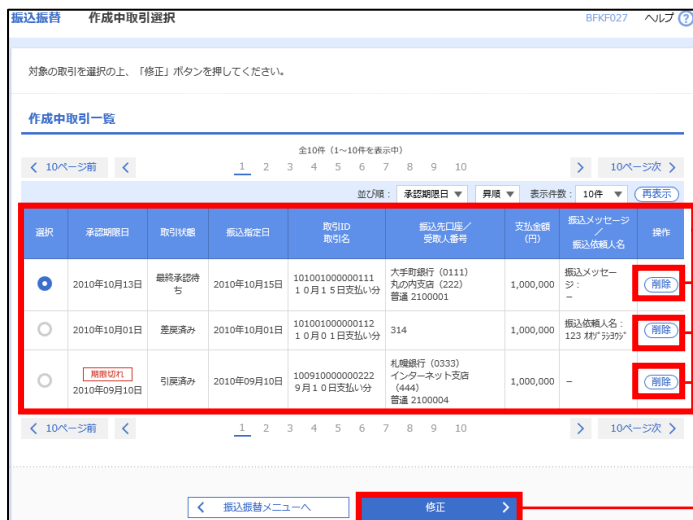 振込振替 作成中取引選択 BFKF027 ヘルプ ?
対象の取引を選択の上、「修正」ボタンを押してください。
作成中取引一覧
全10件（1～10件を表示中）
10ページ前 1 2 3 4 5 6 7 8 9 10 10ページ次
並び順： 承認期限日 ▼ 昇順 ▼ 表示件数： 10件 ▼ 再表示
選択 承認期限日 取引状態 振込指定日 取引ID 取引名 振込先口座／受取人番号 支払金額（円） 振込メッセージ／振込依頼人名 操作
2010年10月13日 最終承認待ち 2010年10月15日 101001000000111 １０月１５日支払い分 大手町銀行（0111） 丸の内支店（222） 普通 2100001 1,000,000 振込メッセージ： － 削除
2010年10月01日 差戻済み 2010年10月01日 101001000000112 １０月０１日支払い分 314 1,000,000 振込依頼人名： 123 削除
期限切れ 2010年09月10日 引戻済み 2010年09月10日 100910000000222 ９月１０日支払い分 札幌銀行（0333） インターネット支店（444） 普通 2100004 1,000,000 － 削除
10ページ前 1 2 3 4 5 6 7 8 9 10 10ページ次
振込振替メニューへ 修正